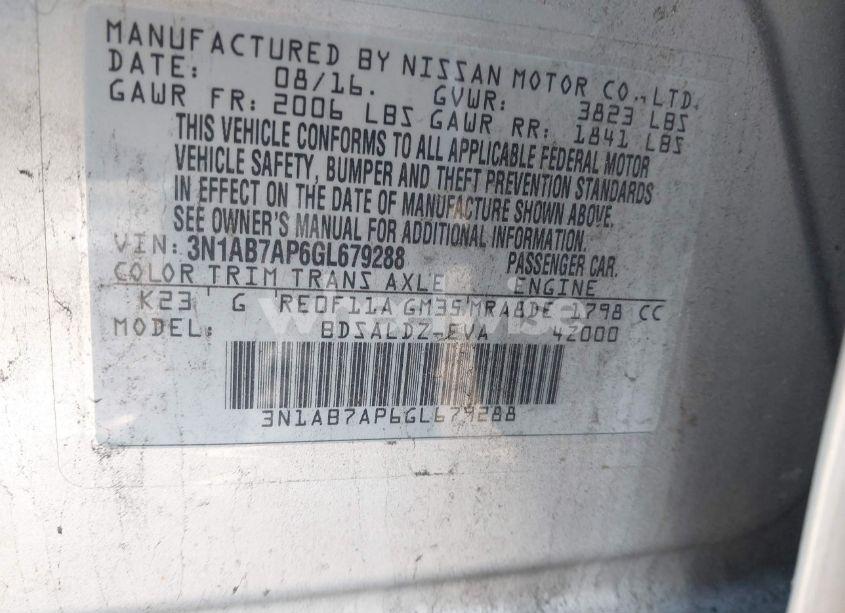 MANUFACTURED BY NISSAN MOTOR CO.,LTD.
DATE: 08/16. GVWR: 3823 LBS
GAWR FR: 2006 LBS GAWR RR: 1841 LBS
THIS VEHICLE CONFORMS TO ALL APPLICABLE FEDERAL MOTOR
VEHICLE SAFETY, BUMPER AND THEFT PREVENTION STANDARDS
IN EFFECT ON THE DATE OF MANUFACTURE SHOWN ABOVE.
SEE OWNER'S MANUAL FOR ADDITIONAL INFORMATION.
VIN: 3N1AB7AP6GL679288 PASSENGER CAR.
COLOR TRIM TRANS AXLE ENGINE
K23 G RE0F11A GM35 MRA8DE 1798 CC
MODEL: BDSALDZ-EVA 42000
3N1AB7AP6GL679288